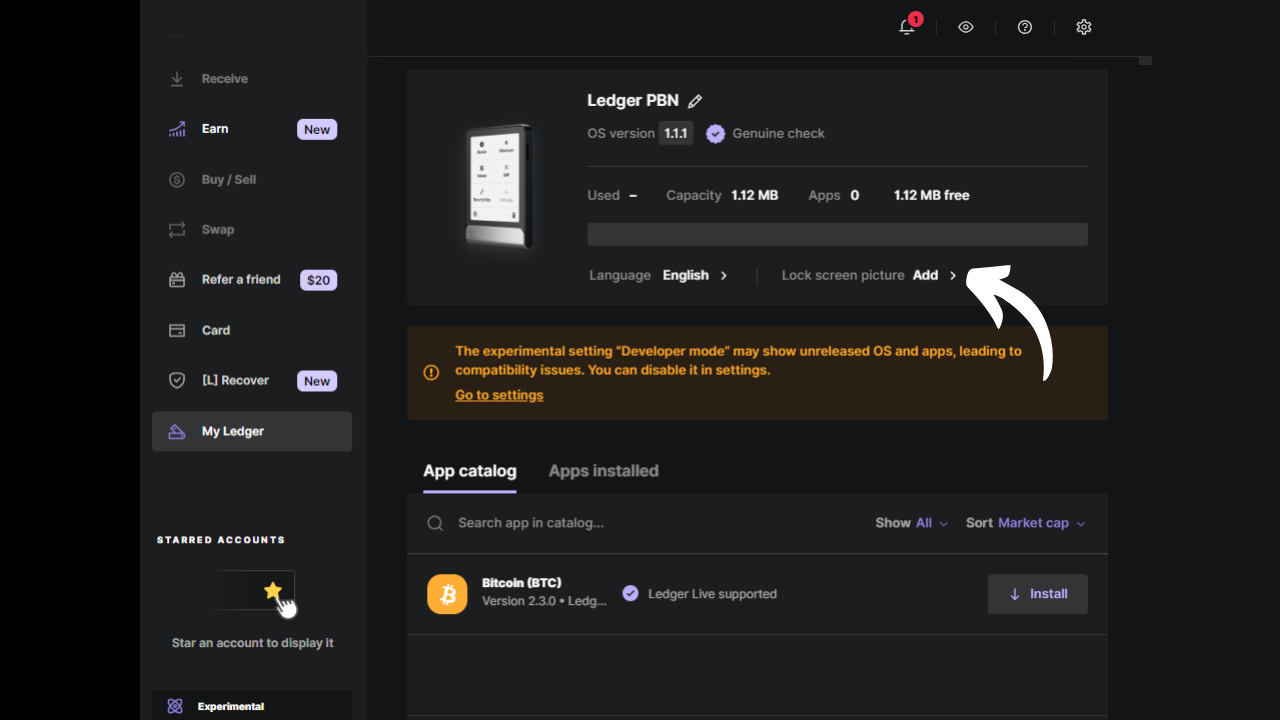 1
Receive
Earn
New
Buy / Sell
Swap
Refer a friend
$20
Card
[L] Recover
New
My Ledger
STARRED ACCOUNTS
Star an account to display it
Experimental
Ledger PBN
OS version 1.1.1 Genuine check
Used – Capacity 1.12 MB Apps 0 1.12 MB free
Language English Lock screen picture Add
The experimental setting “Developer mode” may show unreleased OS and apps, leading to
compatibility issues. You can disable it in settings.
Go to settings
App catalog Apps installed
Search app in catalog... Show All Sort Market cap
Bitcoin (BTC)
Version 2.3.0 • Ledg...
Ledger Live supported
Install